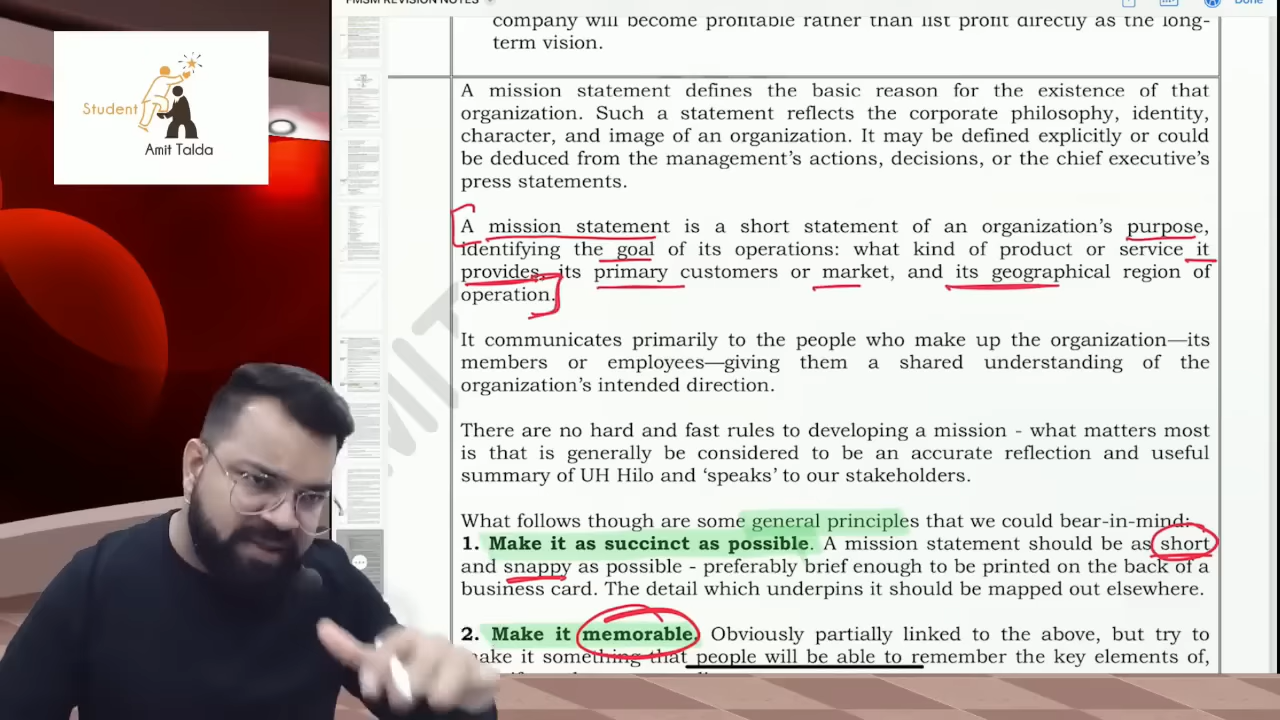 FMSM REVISION NOTES
Done
Student
Amit Talda
company will become profitable other the list profit different as the long-
term vision.
A mission statement defines the basic reason for the existence of that
organization. Such a statement reflects the corporate philosophy, identity,
character, and image of an organization. It may be defined explicitly or could
be deduced from the management's actions, decisions, or the chief executive's
press statements.
A mission statement is a short statement of an organization's purpose,
identifying the goal of its operations: what kind of product or service it
provides, its primary customers or market, and its geographical region of
operation.
It communicates primarily to the people who make up the organization—its
members or employees—giving them a shared understanding of the
organization's intended direction.
There are no hard and fast rules to developing a mission - what matters most
is that is generally be considered to be an accurate reflection and useful
summary of UHBik and speaks to all stakeholders.
What follows though are some general principles that we could bear-in-mind:
1. Make it as succinct as possible. A mission statement should be as short
and snappy as possible - preferably brief enough to be printed on the back of a
business card. The detail which underpins it should be mapped out elsewhere.
2. Make it memorable. Obviously partially linked to the above, but try to
make it something that people will be able to remember the key elements of,